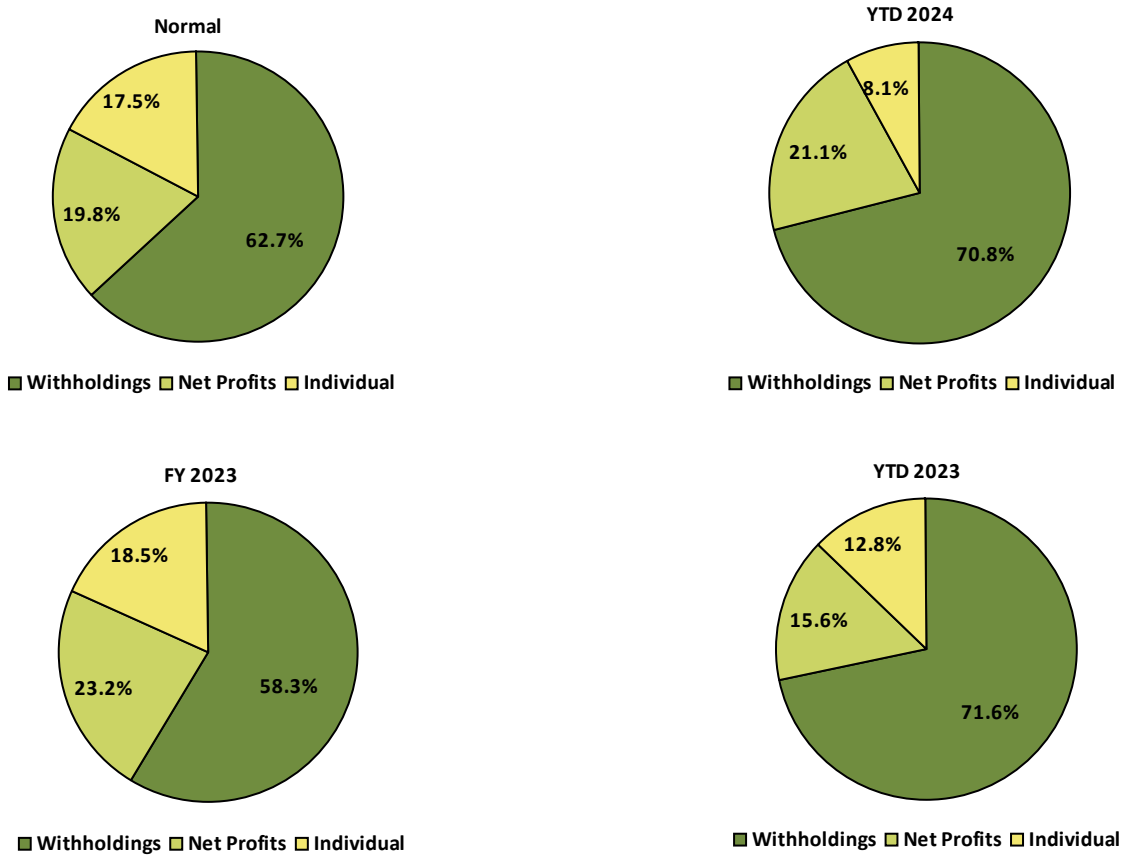 Normal
17.5%
19.8%
62.7%
Withholdings Net Profits Individual
YTD 2024
8.1%
21.1%
70.8%
Withholdings Net Profits Individual
FY 2023
18.5%
23.2%
58.3%
Withholdings Net Profits Individual
YTD 2023
12.8%
15.6%
71.6%
Withholdings Net Profits Individual